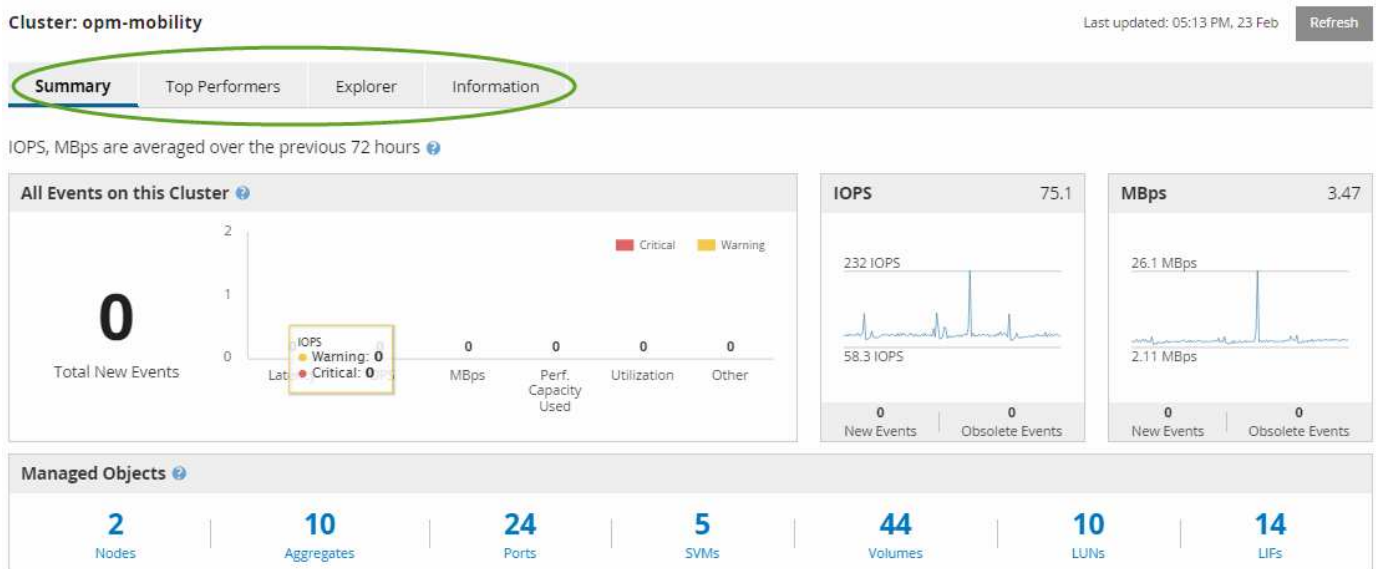 Cluster: opm-mobility
Last updated: 05:13 PM, 23 Feb Refresh
Summary Top Performers Explorer Information
IOPS, MBps are averaged over the previous 72 hours ?
All Events on this Cluster ?
0
Total New Events
Critical Warning
2
1
0
IOPS
Warning: 0
Critical: 0
0 0 0 0
MBps
Perf.
Capacity
Used
Utilization
Other
IOPS 75.1
232 IOPS
58.3 IOPS
0 0
New Events Obsolete Events
MBps 3.47
26.1 MBps
2.11 MBps
0 0
New Events Obsolete Events
Managed Objects ?
2 10 24 5 44 10 14
Nodes Aggregates Ports SVMs Volumes LUNs LIFs